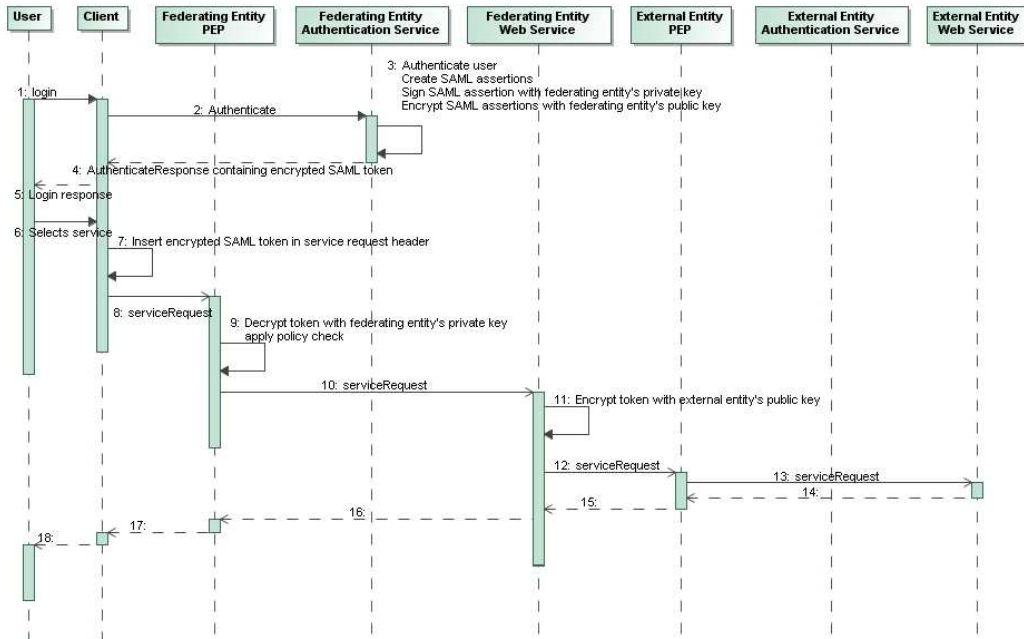 User
Client
Federating Entity
PEP
Federating Entity
Authentication Service
Federating Entity
Web Service
External Entity
PEP
External Entity
Authentication Service
External Entity
Web Service
1: login
2: Authenticate
3: Authenticate user
Create SAML assertions
Sign SAML assertion with federating entity's private key
Encrypt SAML assertions with federating entity's public key
4: AuthenticateResponse containing encrypted SAML token
5: Login response
6: Selects service
7: Insert encrypted SAML token in service request header
8: serviceRequest
9: Decrypt token with federating entity's private key
apply policy check
10: serviceRequest
11: Encrypt token with external entity's public key
12: serviceRequest
13: serviceRequest
14:
15:
16:
17:
18: